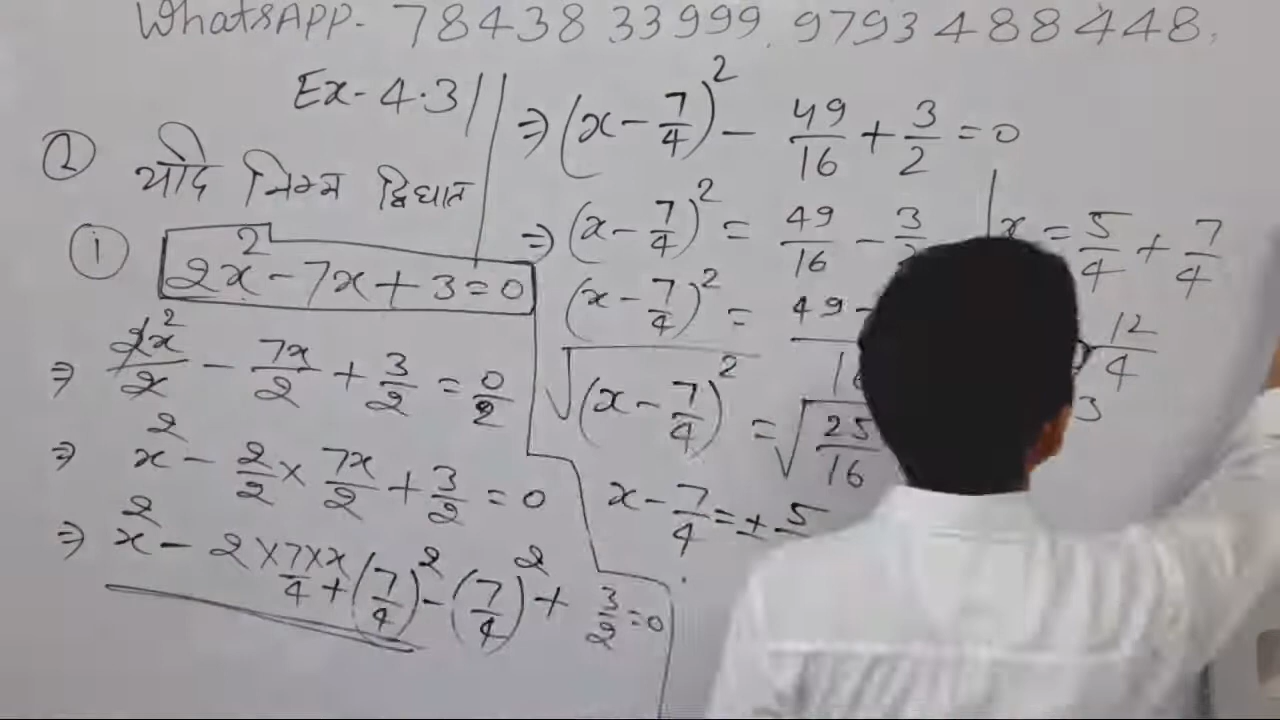 WhatsApp- 7843833999, 9793488448,
Ex- 4.3
② यदि निम्न द्विघात
① 2x² - 7x + 3 = 0
⇒ 2x²/2 - 7x/2 + 3/2 = 0/2
⇒ x² - 2/2 × 7x/2 + 3/2 = 0
⇒ x² - 2 × 7/4 × x + (7/4)² - (7/4)² + 3/2 = 0
⇒ (x - 7/4)² - 49/16 + 3/2 = 0
⇒ (x - 7/4)² = 49/16 - 3/
(x - 7/4)² = 49 -
√(x - 7/4)² = √25/16
x - 7/4 = ± 5
x = 5/4 + 7/4
12/4
3